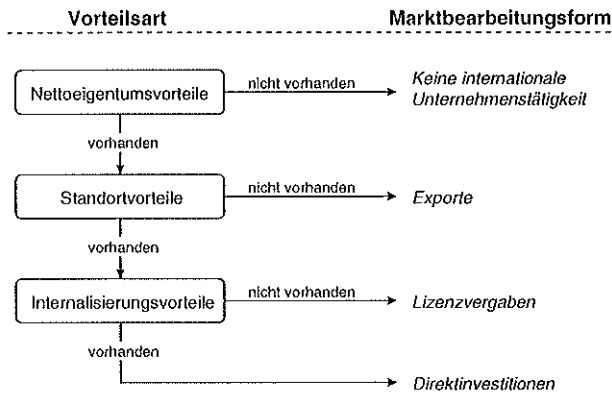 Vorteilsart
Marktbearbeitungsform
Nettoeigentumsvorteile
nicht vorhanden
Keine internationale
Unternehmenstätigkeit
vorhanden
Standortvorteile
nicht vorhanden
Exporte
vorhanden
Internalisierungsvorteile
nicht vorhanden
Lizenzvergaben
vorhanden
Direktinvestitionen